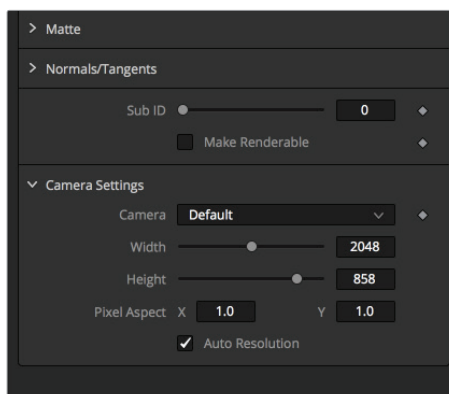 Matte
Normals/Tangents
Sub ID 0
Make Renderable
Camera Settings
Camera Default
Width 2048
Height 858
Pixel Aspect X 1.0 Y 1.0
Auto Resolution